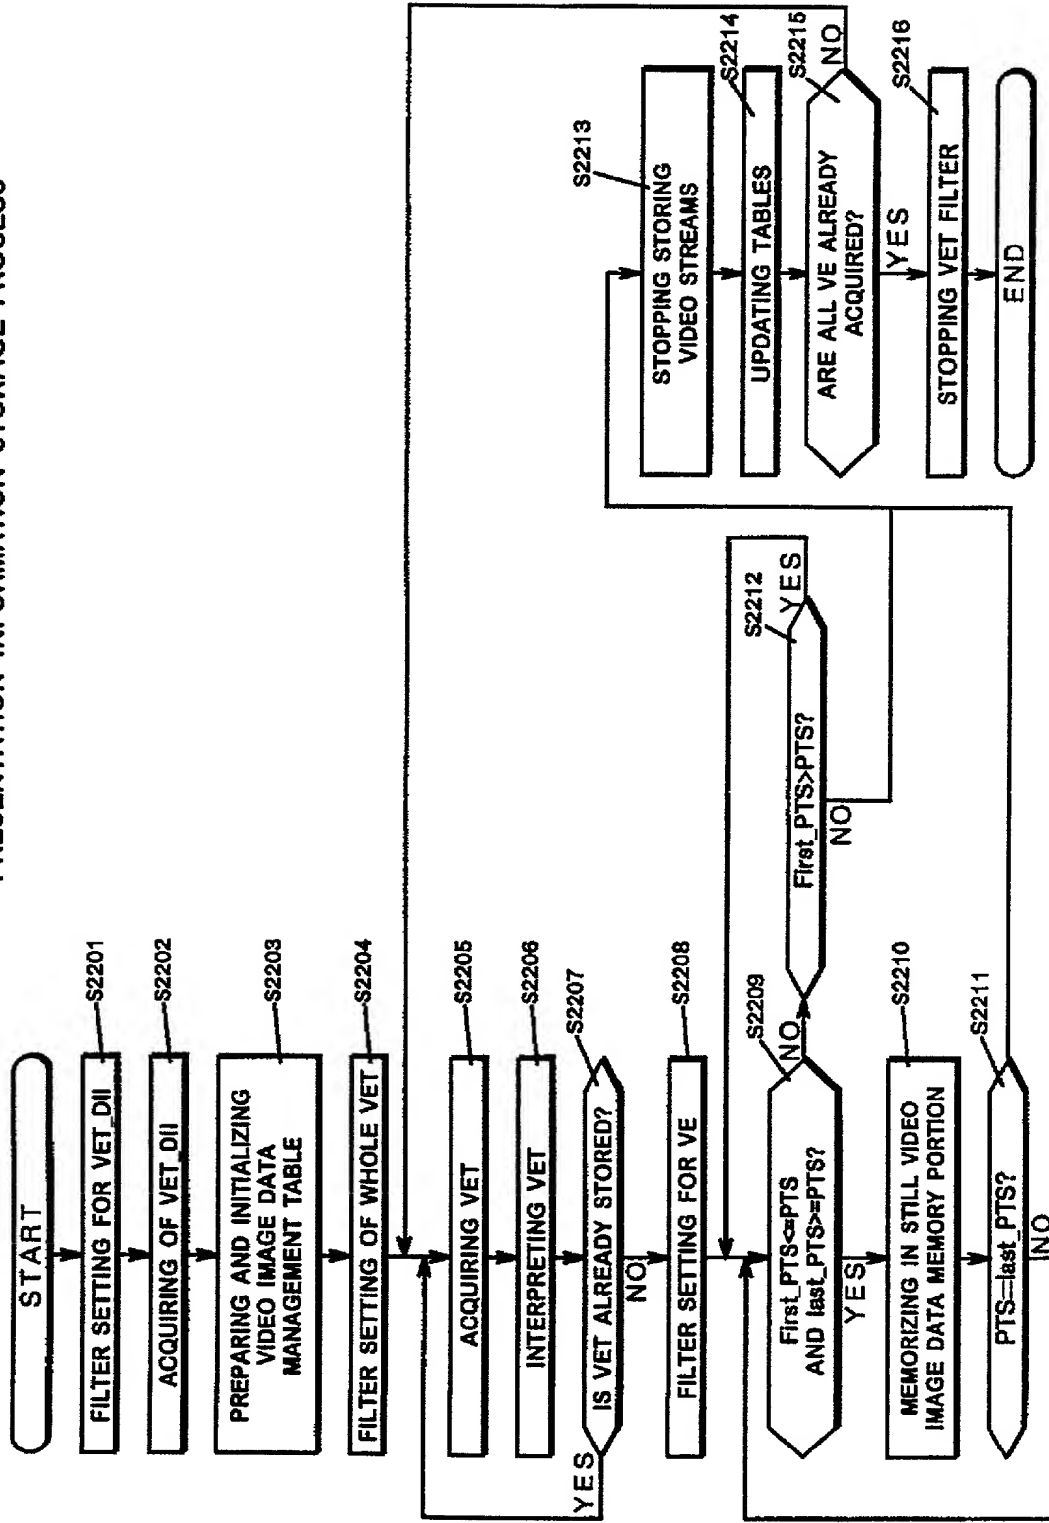 START
FILTER SETTING FOR VET_DII
S2201
ACQUIRING OF VET_DII
S2202
PREPARING AND INITIALIZING
VIDEO IMAGE DATA
MANAGEMENT TABLE
S2203
FILTER SETTING OF WHOLE VET
S2204
ACQUIRING VET
S2205
INTERPRETING VET
S2206
IS VET ALREADY STORED?
S2207
YES
NO
FILTER SETTING FOR VE
S2208
First_PTS<=PTS
AND last_PTS>=PTS?
S2209
NO
YES
MEMORIZING IN STILL VIDEO
IMAGE DATA MEMORY PORTION
S2210
PTS=last_PTS?
S2211
NO
First_PTS>PTS?
S2212
YES
NO
STOPPING STORING
VIDEO STREAMS
S2213
UPDATING TABLES
S2214
ARE ALL VE ALREADY
ACQUIRED?
S2215
NO
YES
STOPPING VET FILTER
S2216
END